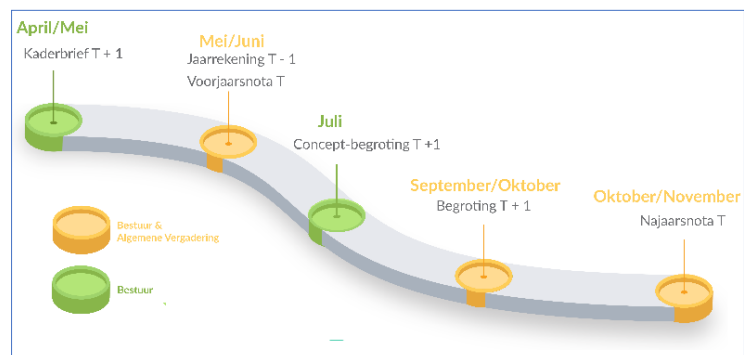 April/Mei
Kaderbrief T + 1
Mei/Juni
Jaarrekening T - 1
Voorjaarsnota T
Juli
Concept-begroting T +1
September/Oktober
Begroting T + 1
Oktober/November
Najaarsnota T
Bestuur &
Algemene Vergadering
Bestuur